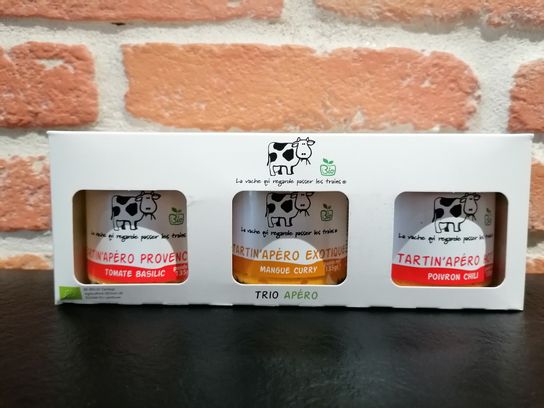 Bio
La vache qui regarde passer les trains®
Bio
La vache qui regarde passer les trains
TARTIN'APÉRO PROVENC
TOMATE BASILIC
Bio
La vache qui regarde passer les trains
TARTIN'APÉRO EXOTIQUE
MANGUE CURRY
Bio
La vache qui regarde passer les trains
TARTIN'APÉRO
POIVRON CHILI
TRIO APÉRO